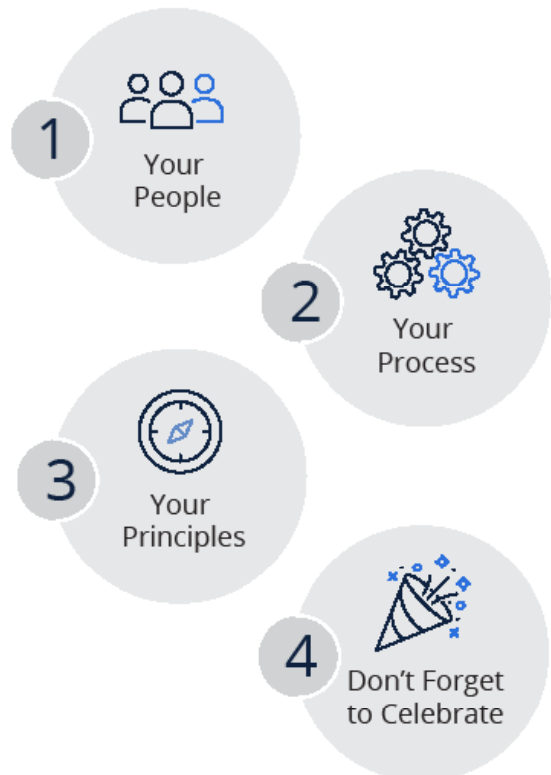 1
Your
People
2
Your
Process
3
Your
Principles
4
Don't Forget
to Celebrate